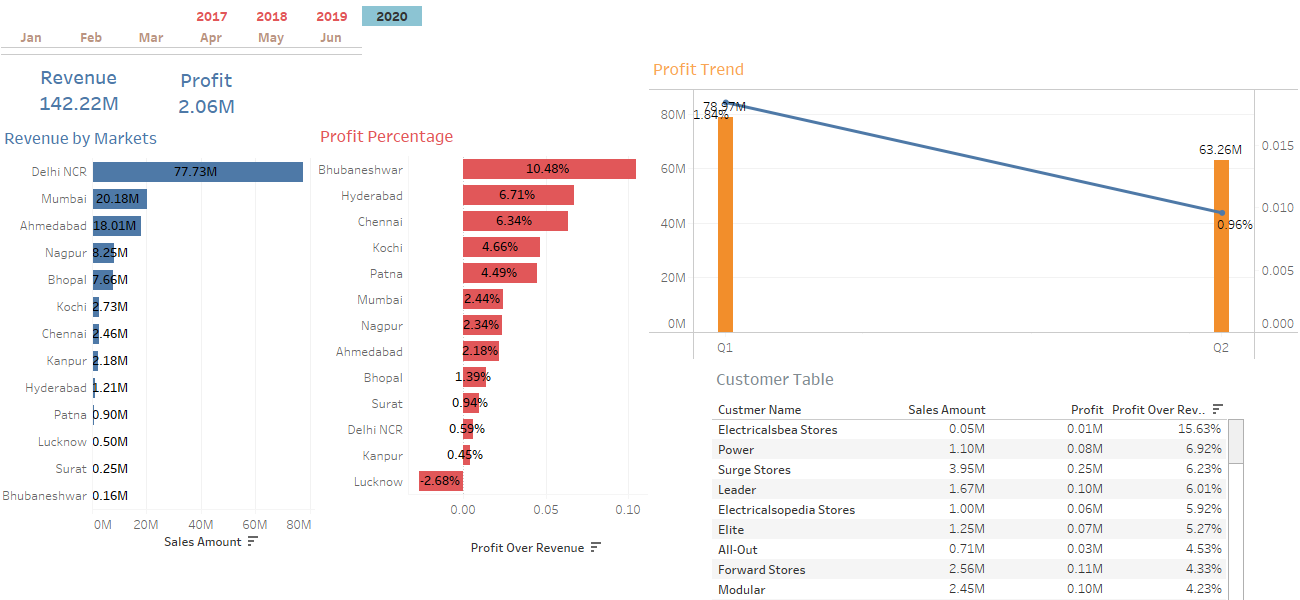 2017 2018 2019 2020
Jan Feb Mar Apr May Jun
Revenue
142.22M
Profit
2.06M
Revenue by Markets
Delhi NCR 77.73M
Mumbai 20.18M
Ahmedabad 18.01M
Nagpur 8.25M
Bhopal 7.66M
Kochi 2.73M
Chennai 2.46M
Kanpur 2.18M
Hyderabad 1.21M
Patna 0.90M
Lucknow 0.50M
Surat 0.25M
Bhubaneshwar 0.16M
0M 20M 40M 60M 80M
Sales Amount
Profit Percentage
Bhubaneshwar 10.48%
Hyderabad 6.71%
Chennai 6.34%
Kochi 4.66%
Patna 4.49%
Mumbai 2.44%
Nagpur 2.34%
Ahmedabad 2.18%
Bhopal 1.39%
Surat 0.94%
Delhi NCR 0.59%
Kanpur 0.45%
Lucknow -2.68%
0.00 0.05 0.10
Profit Over Revenue
Profit Trend
78.97M
80M 1.84%
63.26M 0.015
60M
0.010
40M 0.96%
20M 0.005
0M 0.000
Q1 Q2
Customer Table
Custmer Name Sales Amount Profit Profit Over Rev..
Electricalsbea Stores 0.05M 0.01M 15.63%
Power 1.10M 0.08M 6.92%
Surge Stores 3.95M 0.25M 6.23%
Leader 1.67M 0.10M 6.01%
Electricalsopedia Stores 1.00M 0.06M 5.92%
Elite 1.25M 0.07M 5.27%
All-Out 0.71M 0.03M 4.53%
Forward Stores 2.56M 0.11M 4.33%
Modular 2.45M 0.10M 4.23%